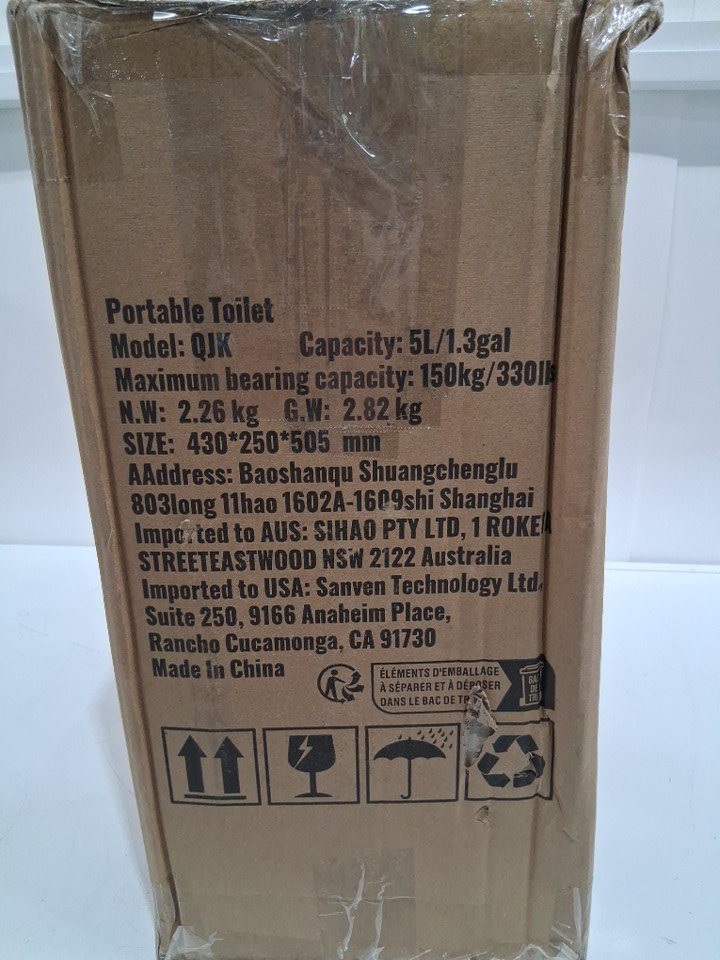 Portable Toilet
Model: QJK Capacity: 5L/1.3gal
Maximum bearing capacity: 150kg/330lb
N.W: 2.26 kg G.W: 2.82 kg
SIZE: 430*250*505 mm
AAddress: Baoshanqu Shuangchenglu
803long 11hao 1602A-1609shi Shanghai
Imported to AUS: SIHAO PTY LTD, 1 ROKEVA
STREETEASTWOOD NSW 2122 Australia
Imported to USA: Sanven Technology Ltd.
Suite 250, 9166 Anaheim Place,
Rancho Cucamonga, CA 91730
Made In China
ÉLÉMENTS D'EMBALLAGE
À SÉPARER ET À DÉPOSER
DANS LE BAC DE
BAC
DE